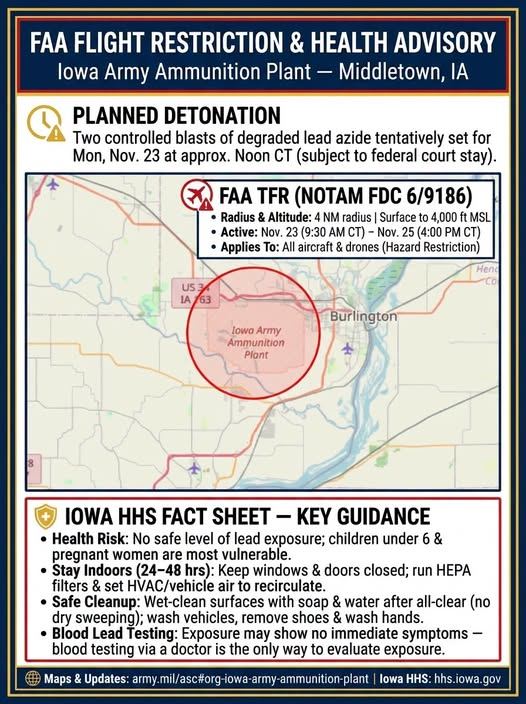 FAA FLIGHT RESTRICTION & HEALTH ADVISORY
Iowa Army Ammunition Plant — Middletown, IA
PLANNED DETONATION
Two controlled blasts of degraded lead azide tentatively set for
Mon, Nov. 23 at approx. Noon CT (subject to federal court stay).
FAA TFR (NOTAM FDC 6/9186)
• Radius & Altitude: 4 NM radius | Surface to 4,000 ft MSL
• Active: Nov. 23 (9:30 AM CT) – Nov. 25 (4:00 PM CT)
• Applies To: All aircraft & drones (Hazard Restriction)
US 34
IA 163
Burlington
Iowa Army
Ammunition
Plant
8
IOWA HHS FACT SHEET — KEY GUIDANCE
• Health Risk: No safe level of lead exposure; children under 6 &
pregnant women are most vulnerable.
• Stay Indoors (24–48 hrs): Keep windows & doors closed; run HEPA
filters & set HVAC/vehicle air to recirculate.
• Safe Cleanup: Wet-clean surfaces with soap & water after all-clear (no
dry sweeping); wash vehicles, remove shoes & wash hands.
• Blood Lead Testing: Exposure may show no immediate symptoms —
blood testing via a doctor is the only way to evaluate exposure.
Maps & Updates: army.mil/asc#org-iowa-army-ammunition-plant | Iowa HHS: hhs.iowa.gov